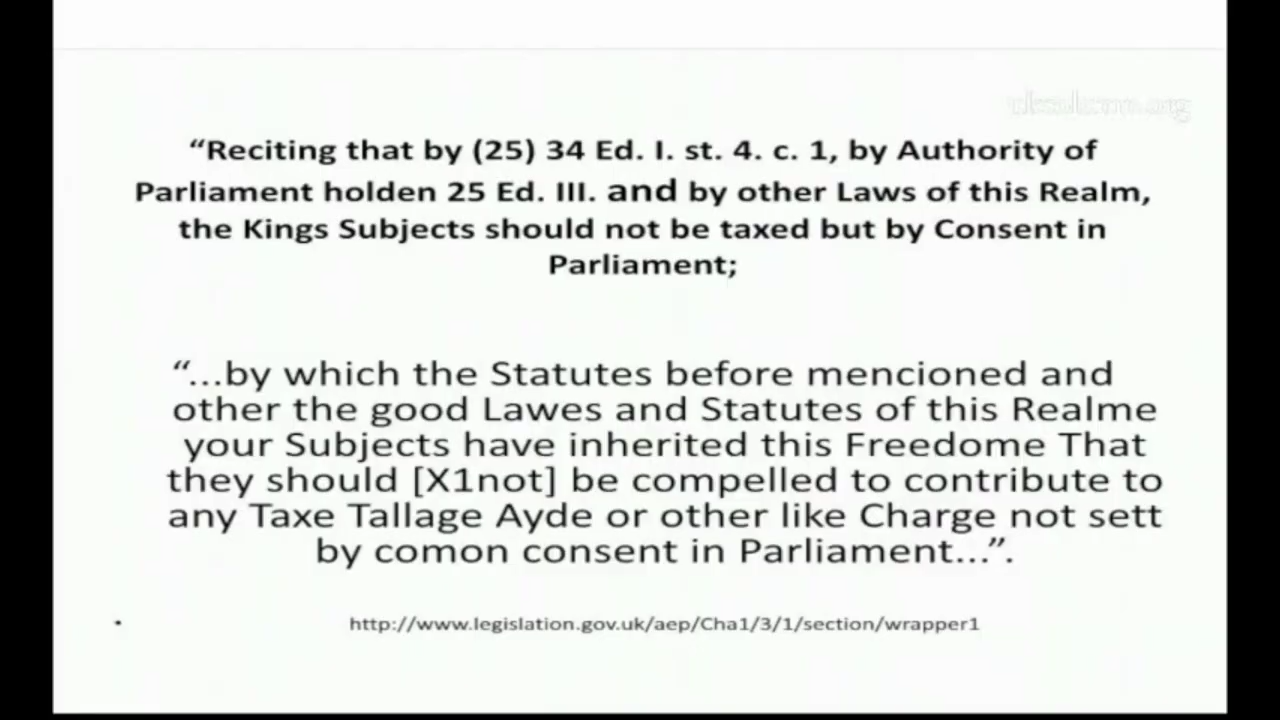 “Reciting that by (25) 34 Ed. I. st. 4. c. 1, by Authority of
Parliament holden 25 Ed. III. and by other Laws of this Realm,
the Kings Subjects should not be taxed but by Consent in
Parliament;
“...by which the Statutes before mencioned and
other the good Lawes and Statutes of this Realme
your Subjects have inherited this Freedome That
they should [X1not] be compelled to contribute to
any Taxe Tallage Ayde or other like Charge not sett
by comon consent in Parliament...”.
• http://www.legislation.gov.uk/aep/Cha1/3/1/section/wrapper1